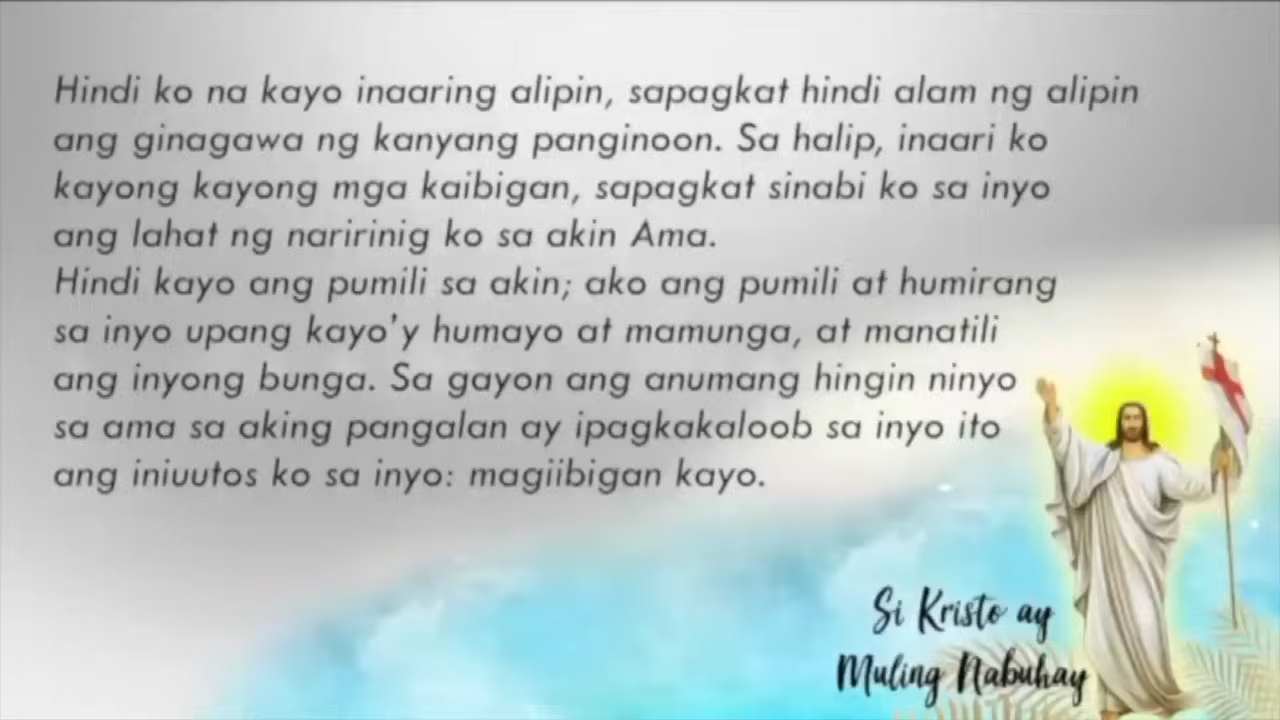 Hindi ko na kayo inaaring alipin, sapagkat hindi alam ng alipin
ang ginagawa ng kanyang panginoon. Sa halip, inaari ko
kayong kayong mga kaibigan, sapagkat sinabi ko sa inyo
ang lahat ng naririnig ko sa akin Ama.
Hindi kayo ang pumili sa akin; ako ang pumili at humirang
sa inyo upang kayo'y humayo at mamunga, at manatili
ang inyong bunga. Sa gayon ang anumang hingin ninyo
sa ama sa aking pangalan ay ipagkakaloob sa inyo ito
ang iniuutos ko sa inyo: magiibigan kayo.
Si Kristo ay
Muling Nabuhay